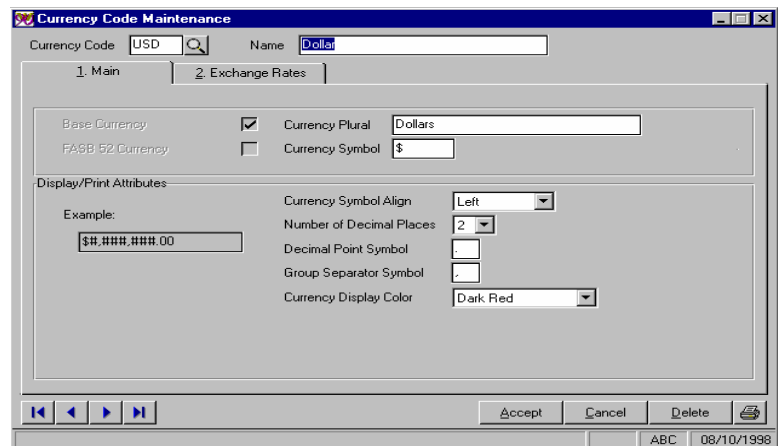 Currency Code Maintenance
Currency Code USD Name Dollar
1. Main 2. Exchange Rates
Base Currency Currency Plural Dollars
FASB 52 Currency Currency Symbol $
Display/Print Attributes
Currency Symbol Align Left
Example: Number of Decimal Places 2
$#,###,###.00 Decimal Point Symbol .
Group Separator Symbol ,
Currency Display Color Dark Red
Accept Cancel Delete
ABC 08/10/1998